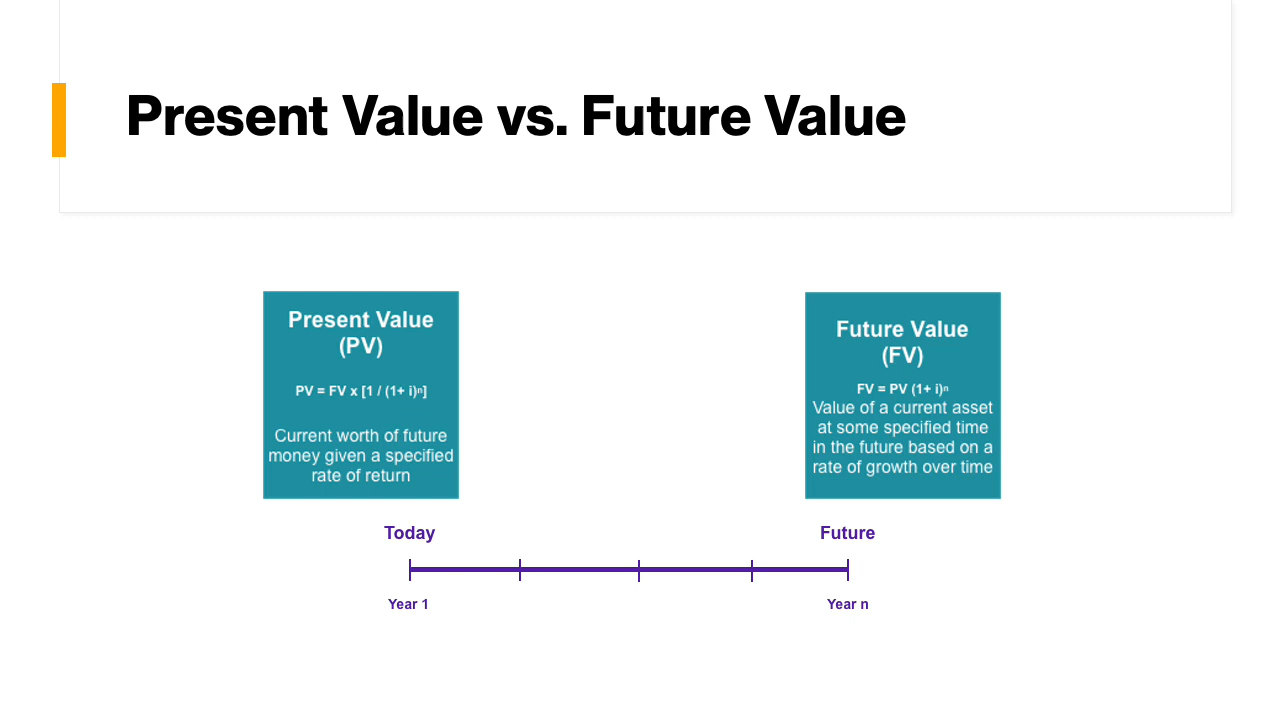 Present Value vs. Future Value
Present Value
(PV)
PV = FV x [1 / (1+ i)ⁿ]
Current worth of future
money given a specified
rate of return
Future Value
(FV)
FV = PV (1+ i)ⁿ
Value of a current asset
at some specified time
in the future based on a
rate of growth over time
Today
Future
Year 1
Year n